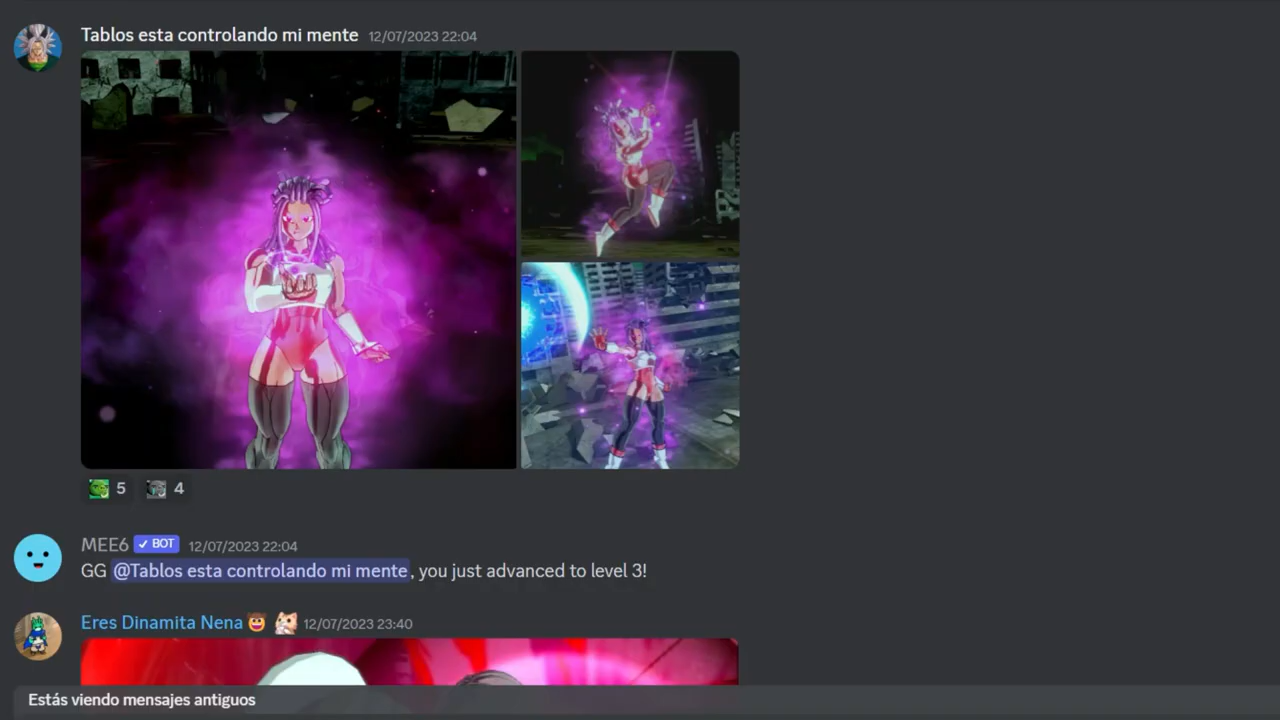 Tablos esta controlando mi mente 12/07/2023 22:04
5 4
MEE6 ✓ BOT 12/07/2023 22:04
GG @Tablos esta controlando mi mente, you just advanced to level 3!
Eres Dinamita Nena🤠 12/07/2023 23:40
Estás viendo mensajes antiguos